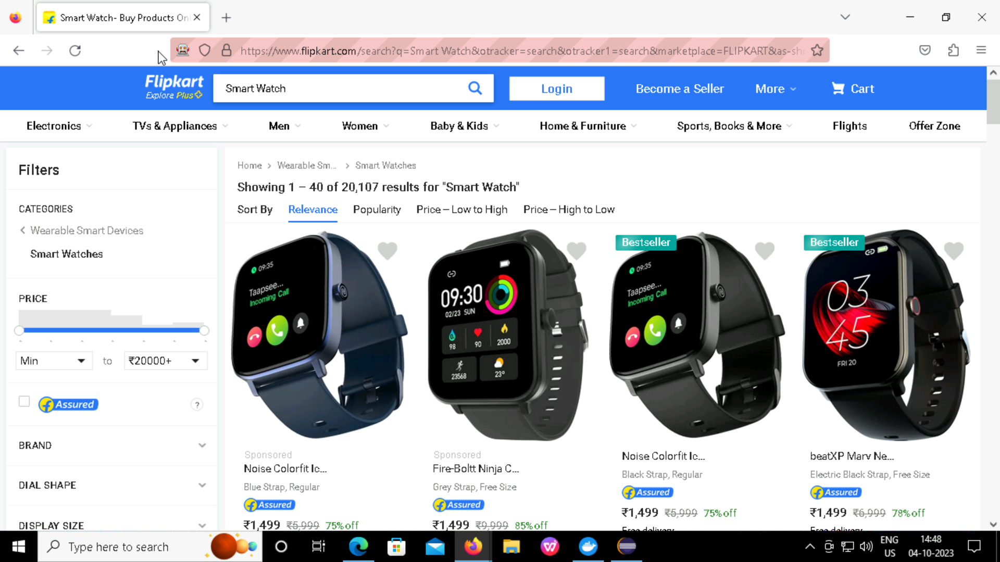 Smart Watch- Buy Products Onl
https://www.flipkart.com/search?q=Smart Watch&otracker=search&otracker1=search&marketplace=FLIPKART&as-sho
Flipkart
Explore Plus
Smart Watch
Login
Become a Seller
More
Cart
Electronics
TVs & Appliances
Men
Women
Baby & Kids
Home & Furniture
Sports, Books & More
Flights
Offer Zone
Filters
CATEGORIES
Wearable Smart Devices
Smart Watches
PRICE
Min
to
₹20000+
Assured
?
BRAND
DIAL SHAPE
DISPLAY SIZE
Home
Wearable Sm...
Smart Watches
Showing 1 – 40 of 20,107 results for "Smart Watch"
Sort By
Relevance
Popularity
Price – Low to High
Price – High to Low
09:35
Taapsee...
Incoming Call
09:30
02/23 SUN
98
90
2000
23568
23°
Bestseller
09:35
Taapsee...
Incoming Call
Bestseller
03
45
FRI 20
Sponsored
Noise Colorfit Ic...
Blue Strap, Regular
Assured
₹1,499 ₹5,999 75% off
Sponsored
Fire-Boltt Ninja C...
Grey Strap, Free Size
Assured
₹1,499 ₹9,999 85% off
Noise Colorfit Ic...
Black Strap, Regular
Assured
₹1,499 ₹5,999 75% off
Free delivery
beatXP Marv Ne...
Electric Black Strap, Free Size
Assured
₹1,499 ₹6,999 78% off
Free delivery
Type here to search
ENG
US
14:48
04-10-2023